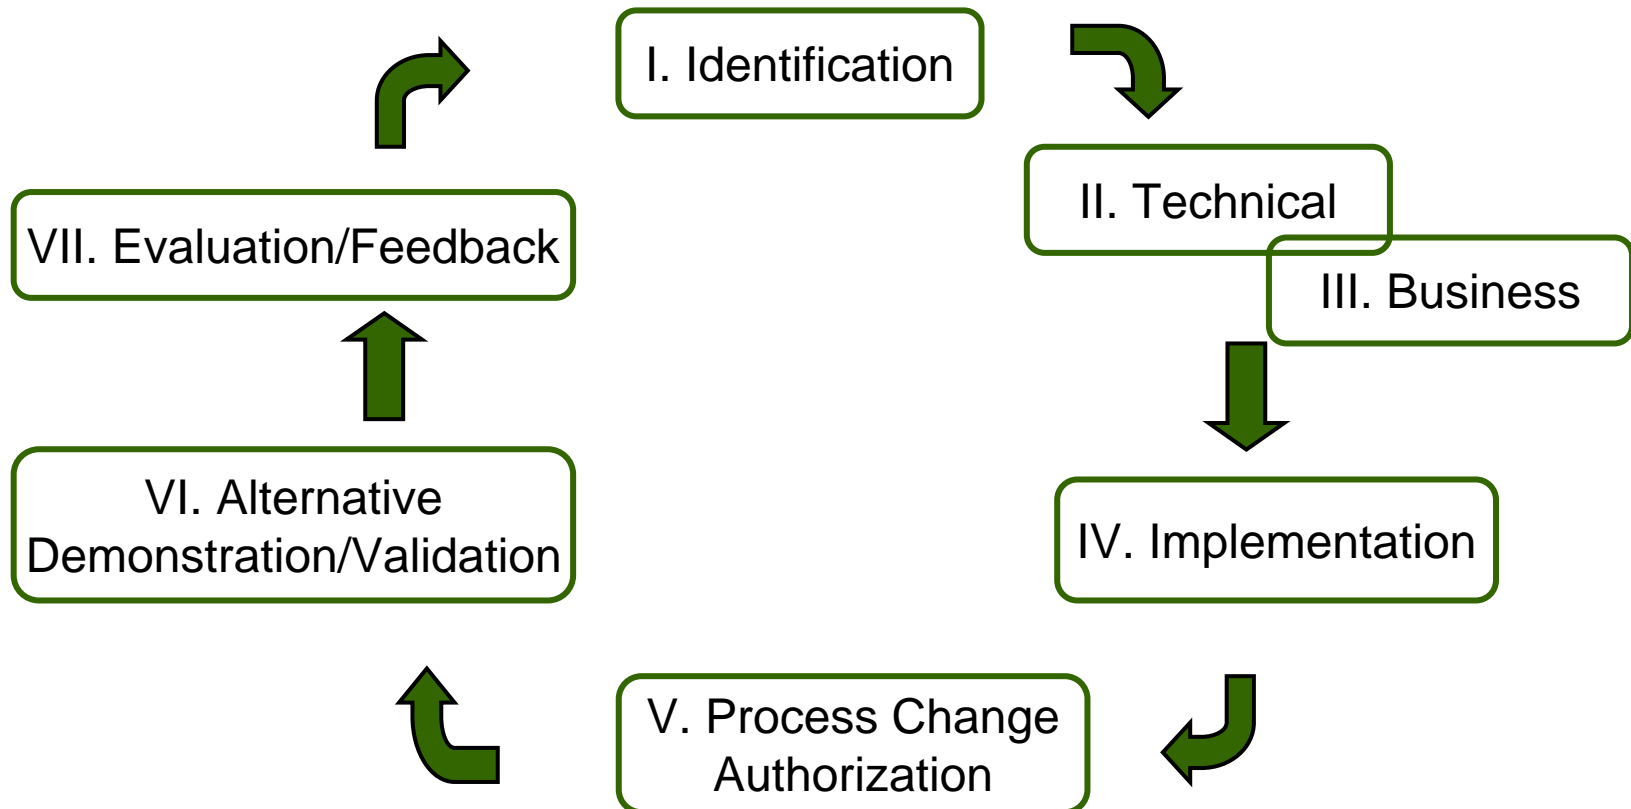 I. Identification
II. Technical
III. Business
IV. Implementation
V. Process Change
Authorization
VI. Alternative
Demonstration/Validation
VII. Evaluation/Feedback